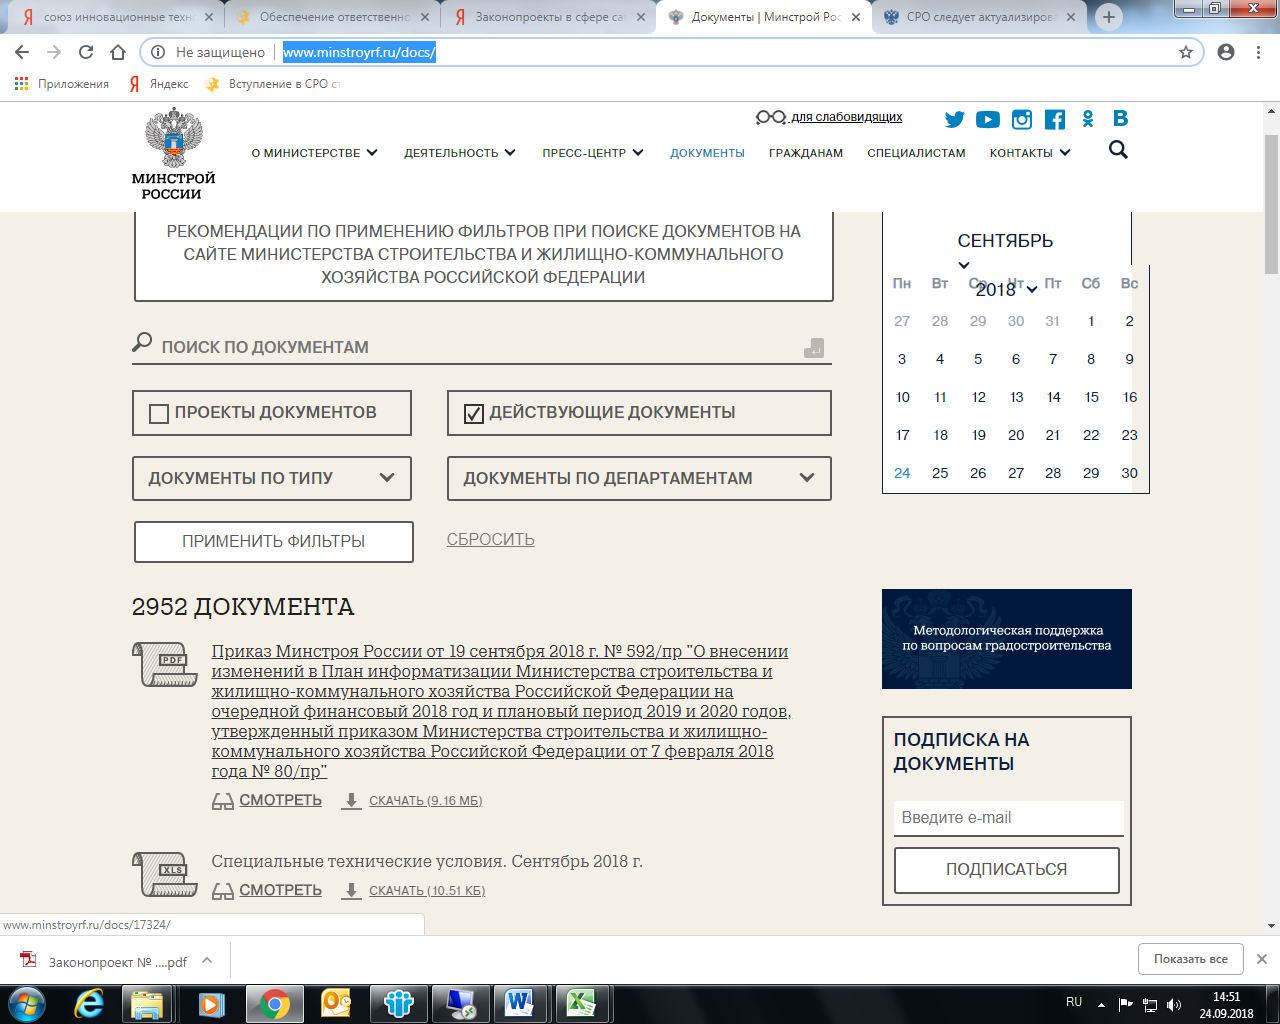 союз инновационные техн
Обеспечение ответственно
Законопроекты в сфере са
Документы | Минстрой Рос
СРО следует актуализирова
Не защищено
www.minstroyrf.ru/docs/
Приложения
Яндекс
Вступление в СРО ст
для слабовидящих
МИНСТРОЙ
РОССИИ
О МИНИСТЕРСТВЕ
ДЕЯТЕЛЬНОСТЬ
ПРЕСС-ЦЕНТР
ДОКУМЕНТЫ
ГРАЖДАНАМ
СПЕЦИАЛИСТАМ
КОНТАКТЫ
РЕКОМЕНДАЦИИ ПО ПРИМЕНЕНИЮ ФИЛЬТРОВ ПРИ ПОИСКЕ ДОКУМЕНТОВ НА
САЙТЕ МИНИСТЕРСТВА СТРОИТЕЛЬСТВА И ЖИЛИЩНО-КОММУНАЛЬНОГО
ХОЗЯЙСТВА РОССИЙСКОЙ ФЕДЕРАЦИИ
ПОИСК ПО ДОКУМЕНТАМ
ПРОЕКТЫ ДОКУМЕНТОВ
ДЕЙСТВУЮЩИЕ ДОКУМЕНТЫ
ДОКУМЕНТЫ ПО ТИПУ
ДОКУМЕНТЫ ПО ДЕПАРТАМЕНТАМ
ПРИМЕНИТЬ ФИЛЬТРЫ
СБРОСИТЬ
СЕНТЯБРЬ
2018
Пн Вт Ср Чт Пт Сб Вс
27 28 29 30 31 1 2
3 4 5 6 7 8 9
10 11 12 13 14 15 16
17 18 19 20 21 22 23
24 25 26 27 28 29 30
2952 ДОКУМЕНТА
PDF
Приказ Минстроя России от 19 сентября 2018 г. № 592/пр "О внесении
изменений в План информатизации Министерства строительства и
жилищно-коммунального хозяйства Российской Федерации на
очередной финансовый 2018 год и плановый период 2019 и 2020 годов,
утвержденный приказом Министерства строительства и жилищно-
коммунального хозяйства Российской Федерации от 7 февраля 2018
года № 80/пр"
СМОТРЕТЬ
СКАЧАТЬ (9.16 МБ)
XLS
Специальные технические условия. Сентябрь 2018 г.
СМОТРЕТЬ
СКАЧАТЬ (10.51 КБ)
Методологическая поддержка
по вопросам градостроительства
ПОДПИСКА НА
ДОКУМЕНТЫ
Введите e-mail
ПОДПИСАТЬСЯ
www.minstroyrf.ru/docs/17324/
Законопроект № ....pdf
Показать все
RU
14:51
24.09.2018